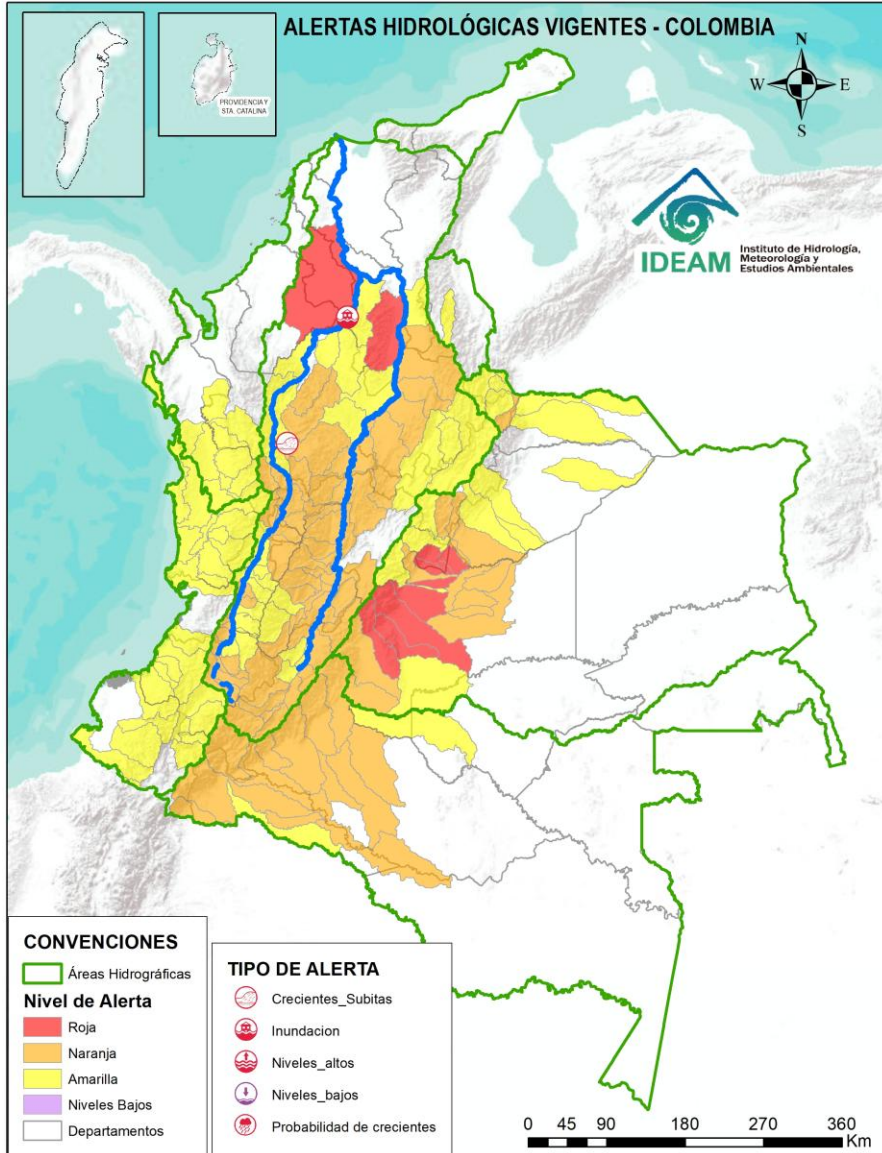 ALERTAS HIDROLÓGICAS VIGENTES - COLOMBIA
PROVIDENCIA Y
STA. CATALINA
N
W
E
S
IDEAM
Instituto de Hidrología,
Meteorología y
Estudios Ambientales
CONVENCIONES
Áreas Hidrográficas
Nivel de Alerta
Roja
Naranja
Amarilla
Niveles Bajos
Departamentos
TIPO DE ALERTA
Crecientes_Subitas
Inundacion
Niveles_altos
Niveles_bajos
Probabilidad de crecientes
0 45 90 180 270 360
Km